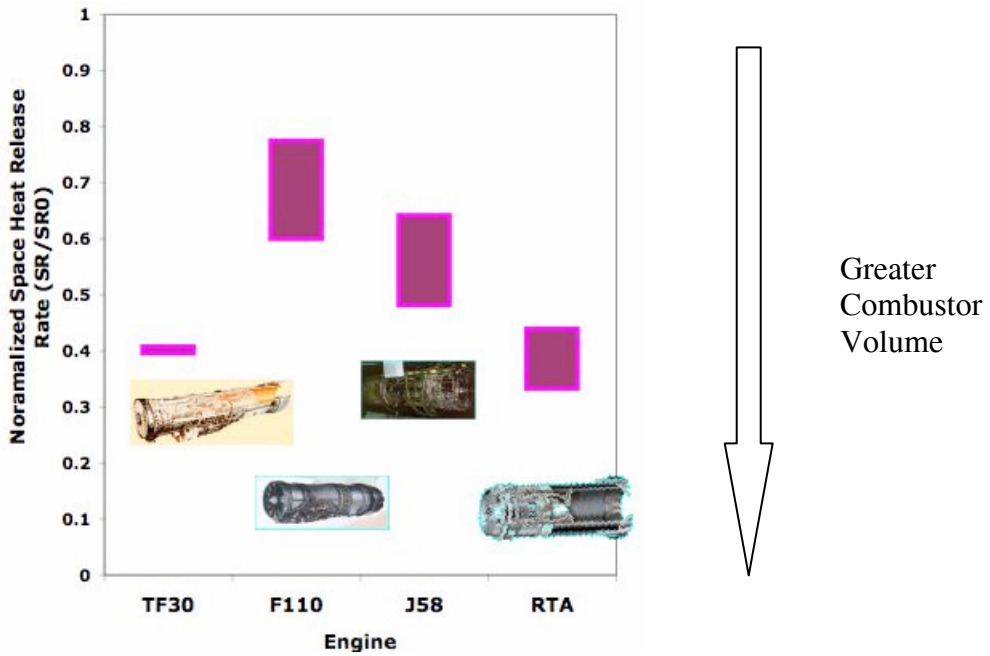 Noramalized Space Heat Release
Rate (SR/SR0)
1
0.9
0.8
0.7
0.6
0.5
0.4
0.3
0.2
0.1
0
TF30 F110 J58 RTA
Engine
Greater
Combustor
Volume